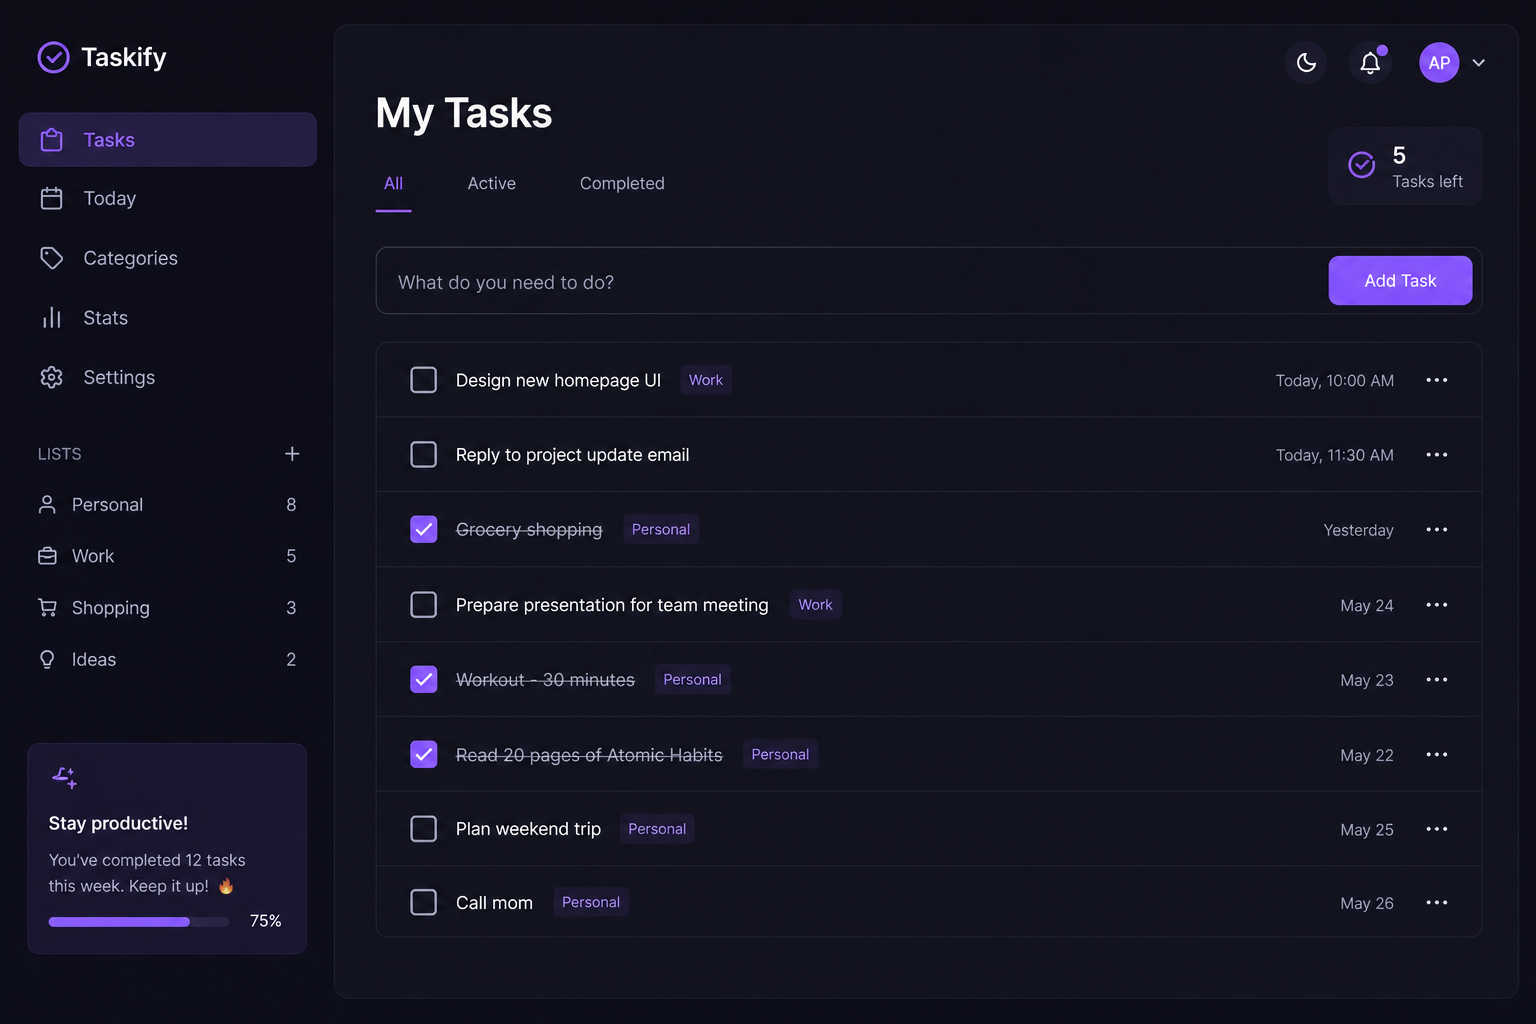 Taskify
Tasks
Today
Categories
Stats
Settings
LISTS
Personal 8
Work 5
Shopping 3
Ideas 2
Stay productive!
You've completed 12 tasks
this week. Keep it up! 🔥
75%
AP
My Tasks
5
Tasks left
All Active Completed
What do you need to do? Add Task
Design new homepage UI Work Today, 10:00 AM
Reply to project update email Today, 11:30 AM
Grocery shopping Personal Yesterday
Prepare presentation for team meeting Work May 24
Workout - 30 minutes Personal May 23
Read 20 pages of Atomic Habits Personal May 22
Plan weekend trip Personal May 25
Call mom Personal May 26